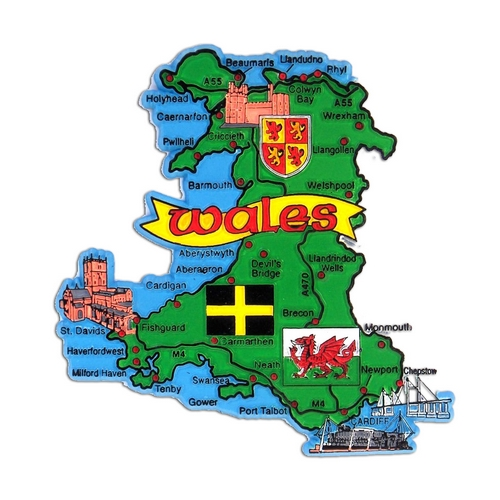 Beaumaris
Llandudno
Rhyl
A55
Colwyn
Bay
Holyhead
A55
Caernarfon
Wrexham
Criccieth
Pwllheli
Llangollen
Barmouth
Welshpool
wales
Aberystwyth
Devil's
Bridge
Llandrindod
Wells
Aberaeron
Cardigan
A470
Brecon
St. Davids
Fishguard
Monmouth
Carmarthen
Haverfordwest
M4
Neath
Newport
Chepstow
Milford Haven
Tenby
Swansea
Gower
Port Talbot
M4
CARDIFF